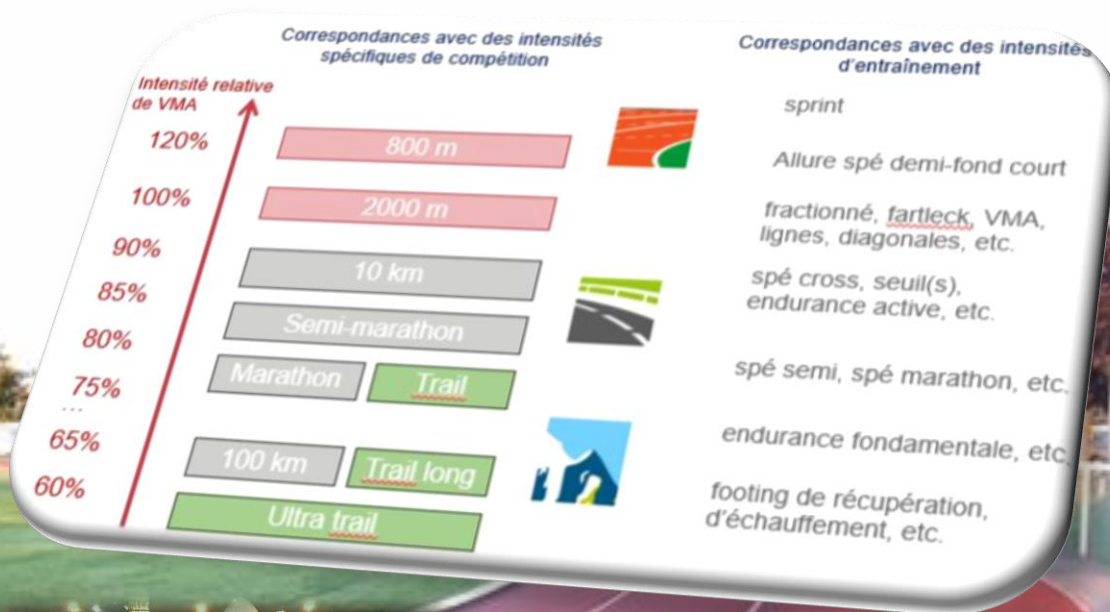 Correspondances avec des intensités
spécifiques de compétition
Correspondances avec des intensités
d'entraînement
Intensité relative
de VMA
120%
100%
90%
85%
80%
75%
...
65%
60%
800 m
2000 m
10 km
Semi-marathon
Marathon
Trail
100 km
Trail long
Ultra trail
sprint
Allure spé demi-fond court
fractionné, fartleck, VMA,
lignes, diagonales, etc.
spé cross, seuil(s),
endurance active, etc.
spé semi, spé marathon, etc.
endurance fondamentale, etc.
footing de récupération,
d'échauffement, etc.